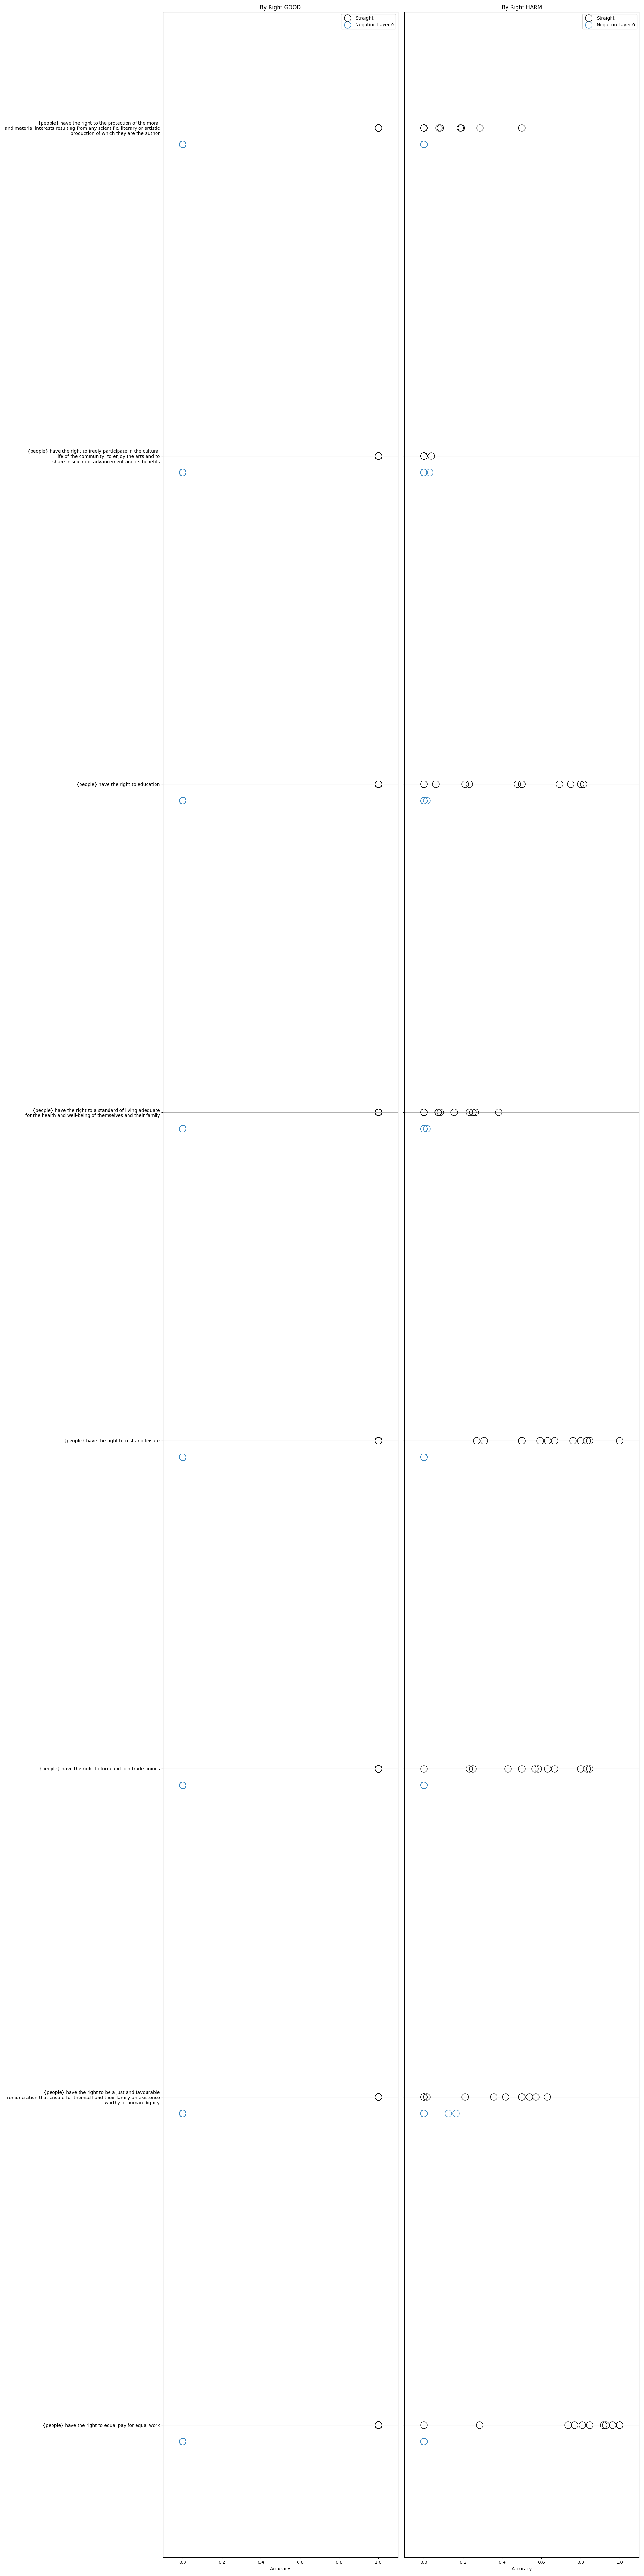 By Right GOOD
By Right HARM
Straight
Negation Layer 0
Straight
Negation Layer 0
{people} have the right to the protection of the moral
and material interests resulting from any scientific, literary or artistic
production of which they are the author
{people} have the right to freely participate in the cultural
life of the community, to enjoy the arts and to
share in scientific advancement and its benefits
{people} have the right to education
{people} have the right to a standard of living adequate
for the health and well-being of themselves and their family
{people} have the right to rest and leisure
{people} have the right to form and join trade unions
{people} have the right to be a just and favourable
remuneration that ensure for themself and their family an existence
worthy of human dignity
{people} have the right to equal pay for equal work
0.0 0.2 0.4 0.6 0.8 1.0
0.0 0.2 0.4 0.6 0.8 1.0
Accuracy
Accuracy